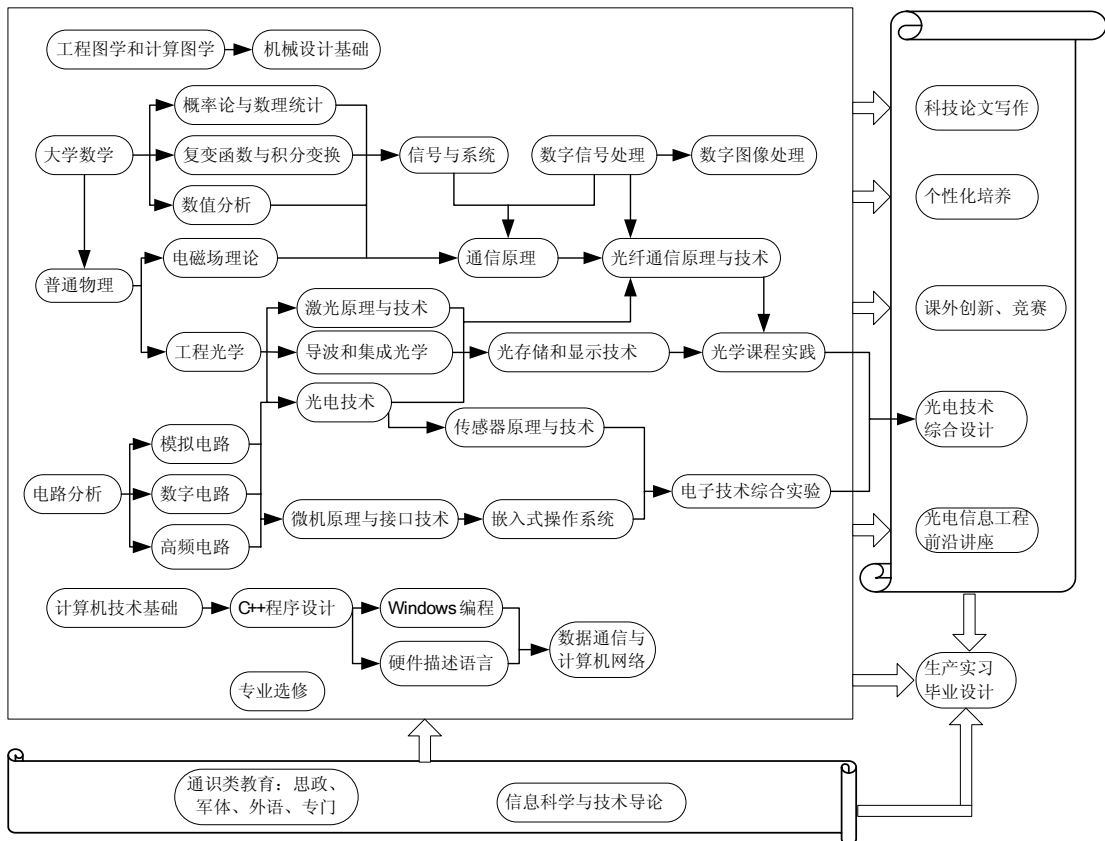 工程图学和计算图学
机械设计基础
科技论文写作
概率论与数理统计
大学数学
复变函数与积分变换
信号与系统
数字信号处理
数字图像处理
个性化培养
数值分析
电磁场理论
通信原理
光纤通信原理与技术
普通物理
激光原理与技术
课外创新、竞赛
工程光学
导波和集成光学
光存储和显示技术
光学课程实践
光电技术
光电技术
综合设计
传感器原理与技术
模拟电路
电路分析
数字电路
电子技术综合实验
微机原理与接口技术
嵌入式操作系统
高频电路
光电信息工程
前沿讲座
计算机技术基础
C++程序设计
Windows 编程
硬件描述语言
数据通信与
计算机网络
专业选修
生产实习
毕业设计
通识类教育：思政、
军体、外语、专门
信息科学与技术导论